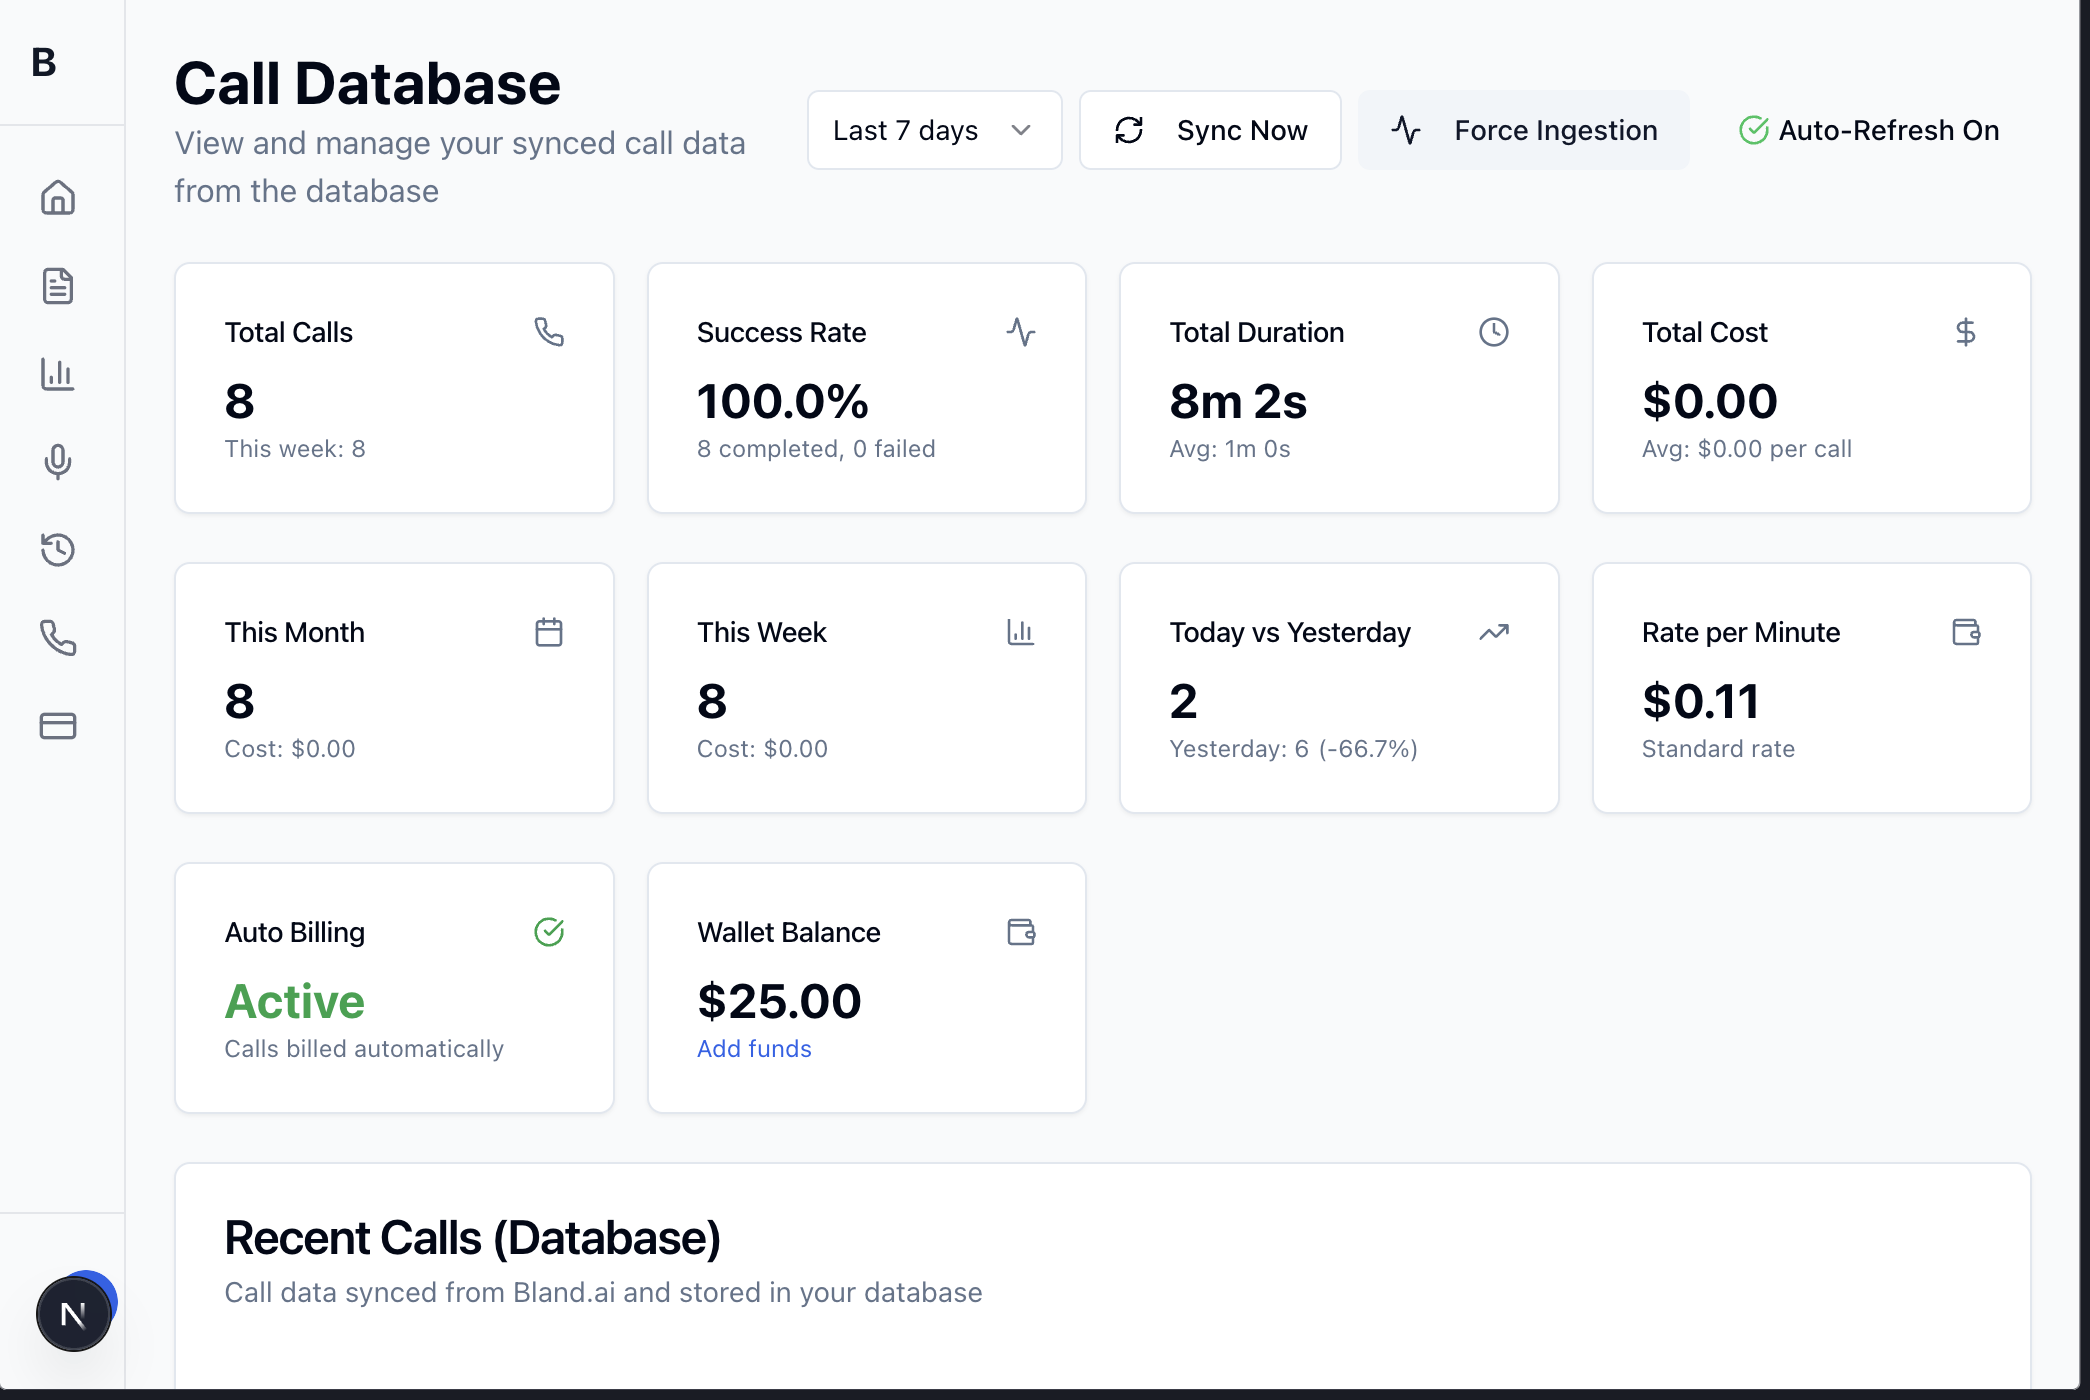 B
Call Database
View and manage your synced call data
from the database
Last 7 days
Sync Now
Force Ingestion
Auto-Refresh On
Total Calls
8
This week: 8
Success Rate
100.0%
8 completed, 0 failed
Total Duration
8m 2s
Avg: 1m 0s
Total Cost
$0.00
Avg: $0.00 per call
This Month
8
Cost: $0.00
This Week
8
Cost: $0.00
Today vs Yesterday
2
Yesterday: 6 (-66.7%)
Rate per Minute
$0.11
Standard rate
Auto Billing
Active
Calls billed automatically
Wallet Balance
$25.00
Add funds
Recent Calls (Database)
Call data synced from Bland.ai and stored in your database
N